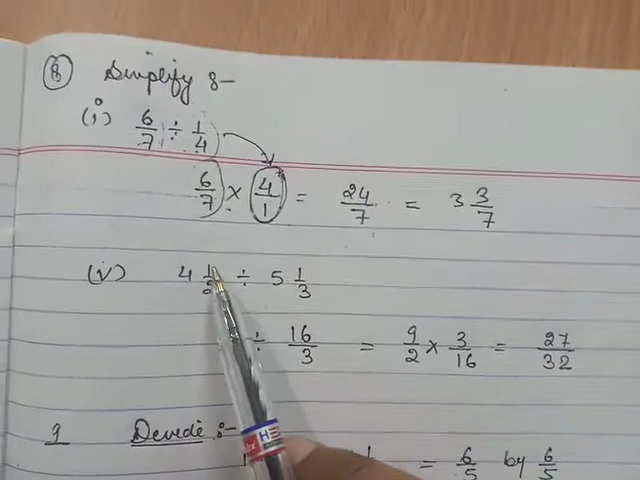 8 Simplify :-
(i) 6/7 ÷ 1/4
6/7 × 4/1 = 24/7 = 3 3/7
(v) 4 1/2 ÷ 5 1/3
÷ 16/3 = 9/2 × 3/16 = 27/32
9 Devide :-
= 6/5 by 6/5